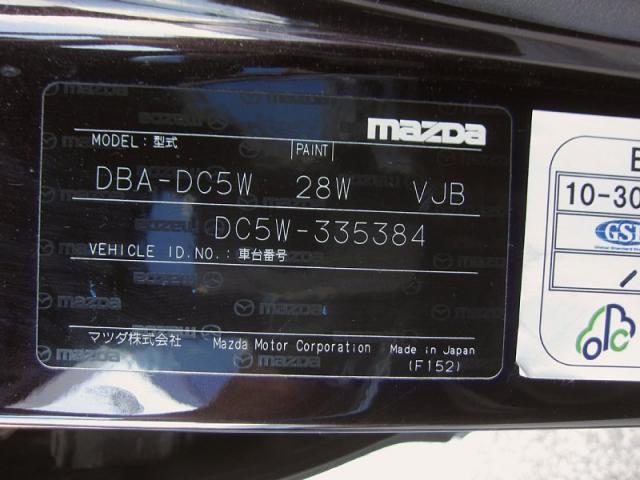 mazda
MODEL:型式 PAINT
DBA-DC5W 28W VJB
DC5W-335384
VEHICLE ID.NO.:車台番号
マツダ株式会社 Mazda Motor Corporation Made in Japan
(F152)
10-30
GSP